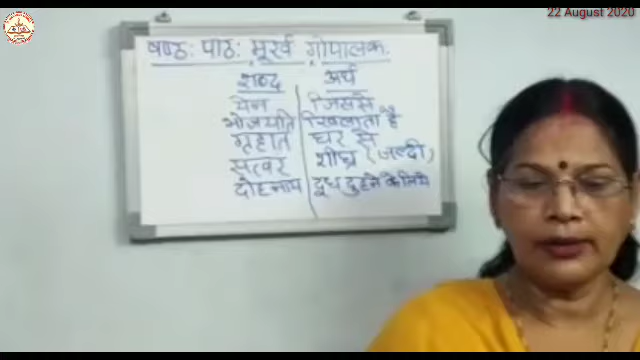 22 August 2020
षष्ठः पाठः मूर्ख गोपालकः
शब्द अर्थ
येन जिससे
भोजयति खिलाता है
गृहात घर से
सत्वर शीघ्र (जल्दी)
दोहनाय दूध दुहने के लिये